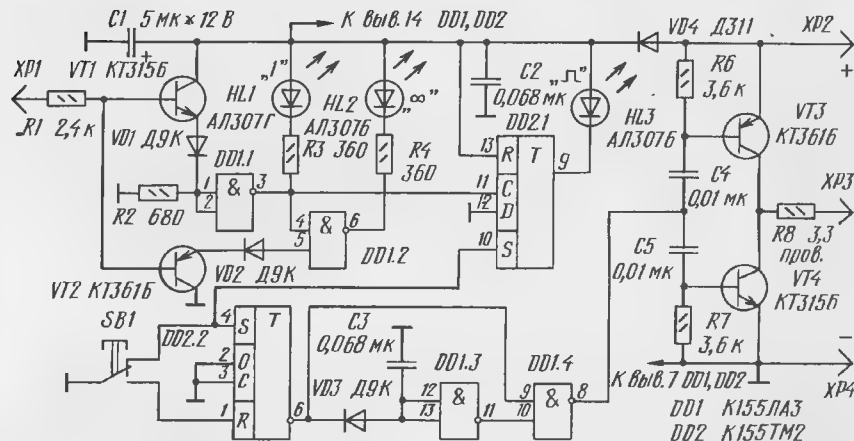 C1 5 мк × 12 В
К выв. 14 DD1, DD2
VD4 Д311
XP2
+
XP1
VT1 КТ315Б
R1 2,4 к
VD1 Д9К
+
„1”
HL1
АЛ307Г
HL2
АЛ307Б
„∞”
R3 360
R4
360
C2
0,068 мк
„⎍”
HL3
АЛ307Б
R6
3,6 к
VT3
КТ361Б
DD1.1
1
2
&
3
R2 680
4
5
&
6
DD1.2
DD2.1
13
R
T
9
11
C
12
D
10
S
C4
0,01 мк
XP3
R8 3,3
пров.
C5
0,01 мк
VT4
КТ315Б
VT2 КТ361Б
VD2 Д9К
SB1
DD2.2
4
S
T
2
O
3
C
1
R
6
C3
0,068 мк
VD3 Д9К
DD1.3
12
13
&
11
DD1.4
9
10
&
8
R7
3,6 к
К выв. 7 DD1, DD2
−
XP4
DD1 К155ЛА3
DD2 К155ТМ2